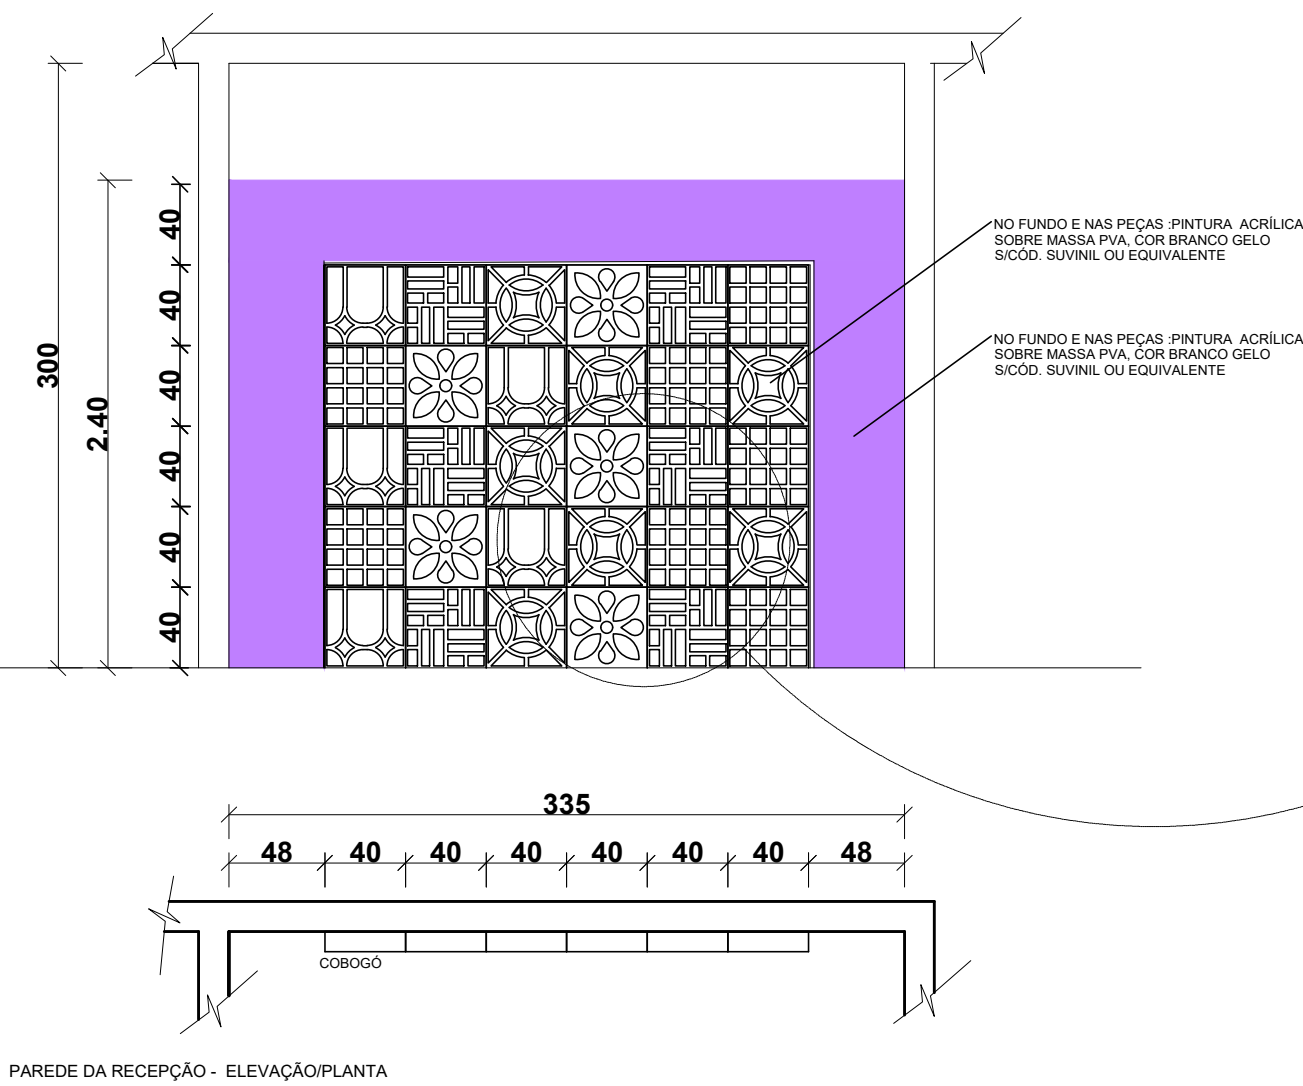 NO FUNDO E NAS PEÇAS :PINTURA ACRÍLICA
SOBRE MASSA PVA, COR BRANCO GELO
S/CÓD. SUVINIL OU EQUIVALENTE
NO FUNDO E NAS PEÇAS :PINTURA ACRÍLICA
SOBRE MASSA PVA, COR BRANCO GELO
S/CÓD. SUVINIL OU EQUIVALENTE
300
2.40
40
40
40
40
40
40
335
48 40 40 40 40 40 40 48
COBOGÓ
PAREDE DA RECEPÇÃO - ELEVAÇÃO/PLANTA